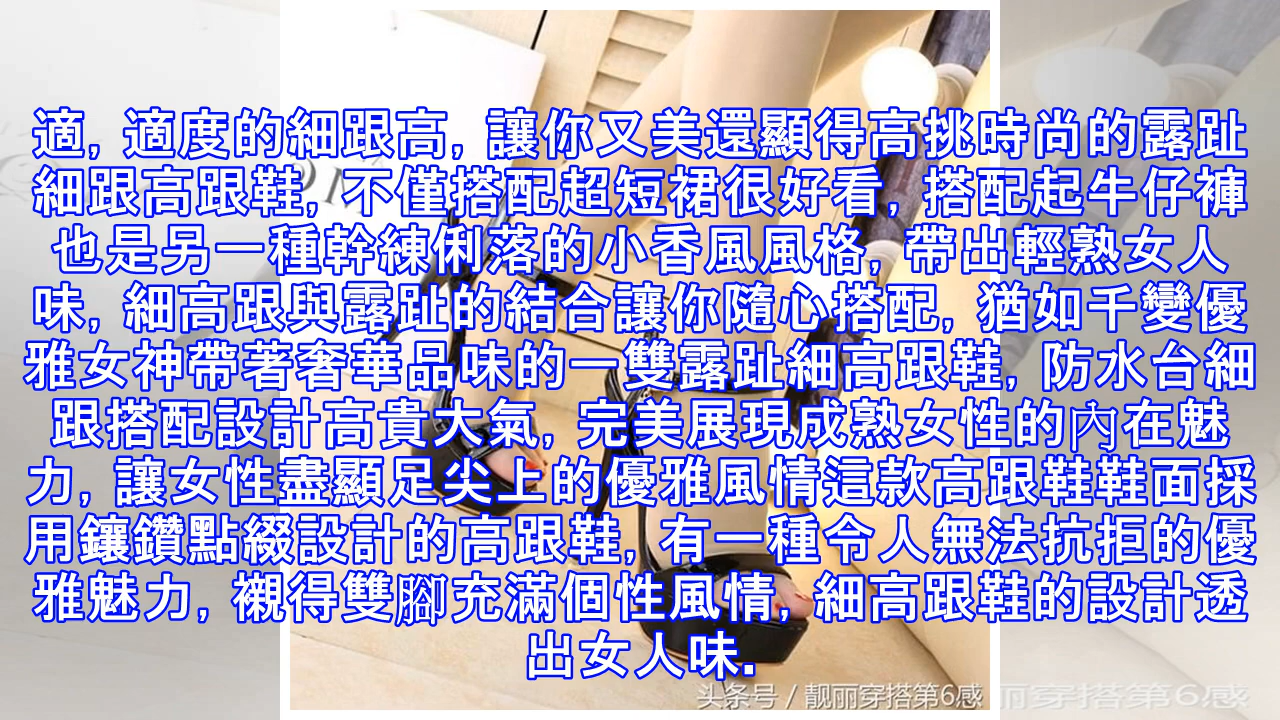 適, 適度的細跟高, 讓你又美還顯得高挑時尚的露趾
細跟高跟鞋, 不僅搭配超短裙很好看, 搭配起牛仔褲
也是另一種幹練俐落的小香風風格, 帶出輕熟女人
味, 細高跟與露趾的結合讓你隨心搭配, 猶如千變優
雅女神帶著奢華品味的一雙露趾細高跟鞋, 防水台細
跟搭配設計高貴大氣, 完美展現成熟女性的內在魅
力, 讓女性盡顯足尖上的優雅風情這款高跟鞋鞋面採
用鑲鑽點綴設計的高跟鞋, 有一種令人無法抗拒的優
雅魅力, 襯得雙腳充滿個性風情, 細高跟鞋的設計透
出女人味.
头条号 / 靓丽穿搭第6感
丽穿搭第6感